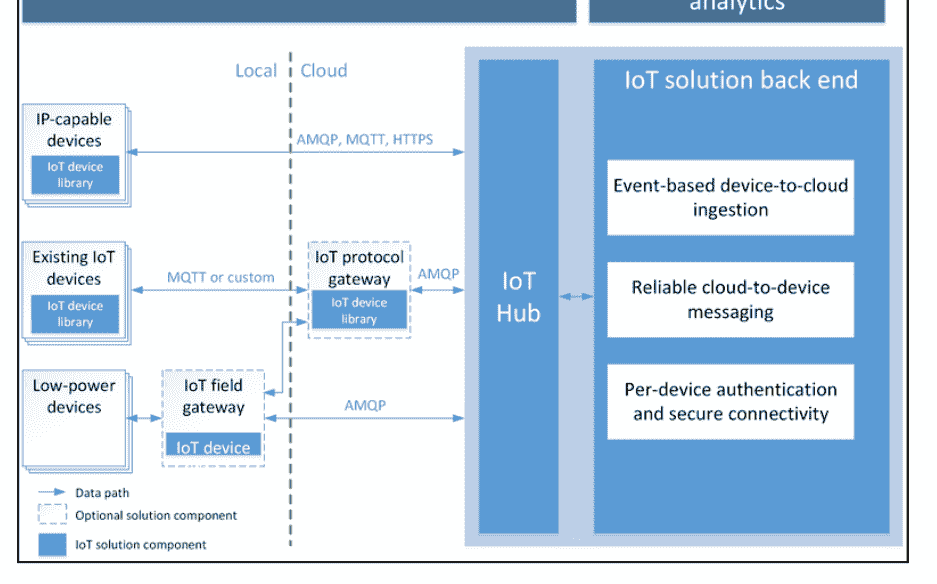 analytics
Local
Cloud
IoT solution back end
IP-capable
devices
IoT device
library
AMQP, MQTT, HTTPS
Event-based device-to-cloud
ingestion
Existing IoT
devices
IoT device
library
MQTT or custom
IoT protocol
gateway
IoT device
library
AMQP
IoT
Hub
Reliable cloud-to-device
messaging
Low-power
devices
IoT field
gateway
IoT device
AMQP
Per-device authentication
and secure connectivity
Data path
Optional solution component
IoT solution component